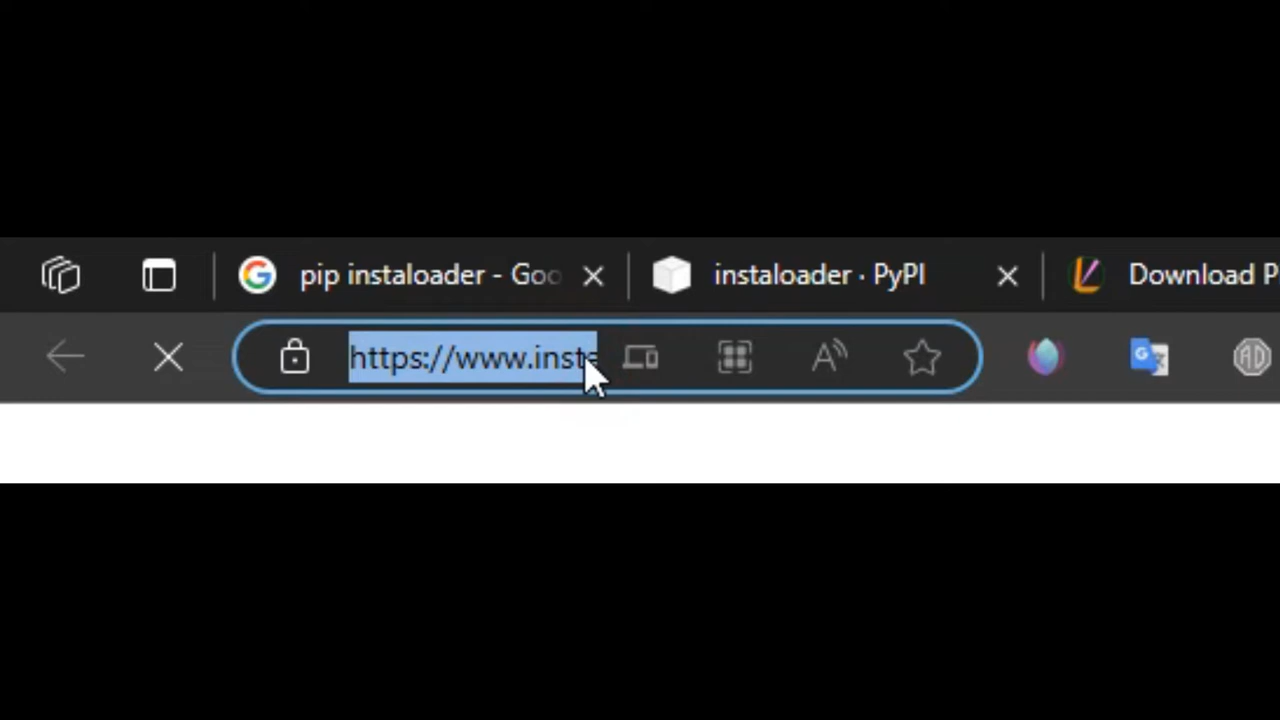 pip instaloader - Goo
instaloader · PyPI
Download P
https://www.inst